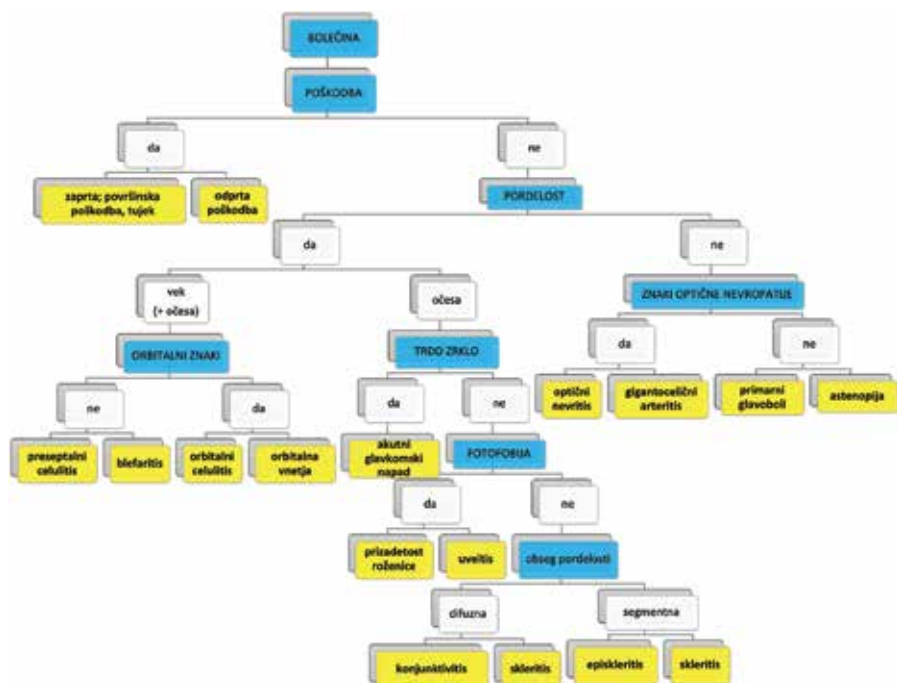 BOLEČINA
POŠKODBA
da
ne
zaprta; površinska
poškodba, tujek
odprta
poškodba
PORDELOST
da
ne
vek
(+ očesa)
očesa
ZNAKI OPTIČNE NEVROPATIJE
ORBITALNI ZNAKI
TRDO ZRKLO
da
ne
ne
da
da
ne
optični
nevritis
gigantocelični
arteritis
primarni
glavoboli
astenopija
preseptalni
celulitis
blefaritis
orbitalni
celulitis
orbitalna
vnetja
akutni
glavkomski
napad
FOTOFOBIJA
da
ne
prizadetost
roženice
uveitis
obseg pordelosti
difuzna
segmentna
konjunktivitis
skleritis
episkleritis
skleritis